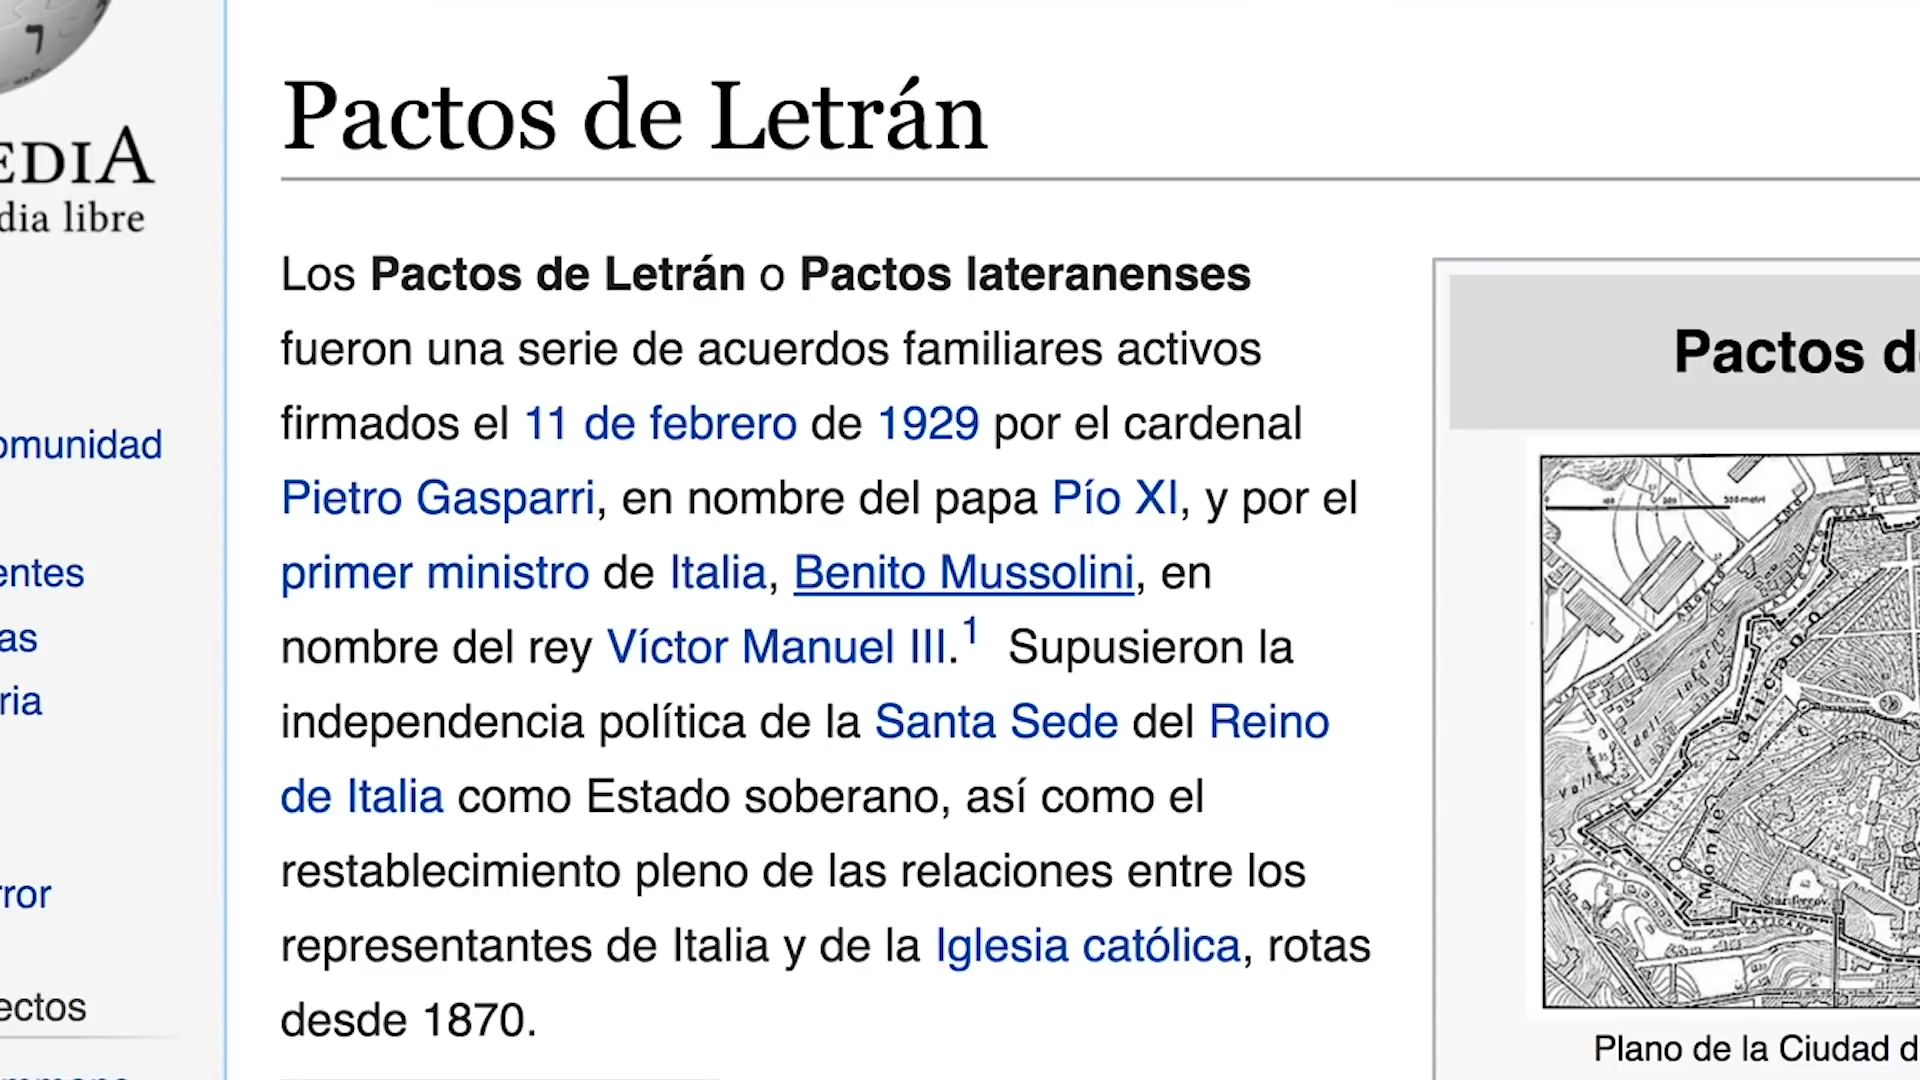 EDIA
dia libre
omunidad
entes
as
ria
rror
ectos
Pactos de Letrán
Los Pactos de Letrán o Pactos lateranenses
fueron una serie de acuerdos familiares activos
firmados el 11 de febrero de 1929 por el cardenal
Pietro Gasparri, en nombre del papa Pío XI, y por el
primer ministro de Italia, Benito Mussolini, en
nombre del rey Víctor Manuel III.1 Supusieron la
independencia política de la Santa Sede del Reino
de Italia como Estado soberano, así como el
restablecimiento pleno de las relaciones entre los
representantes de Italia y de la Iglesia católica, rotas
desde 1870.
Pactos d
Plano de la Ciudad d